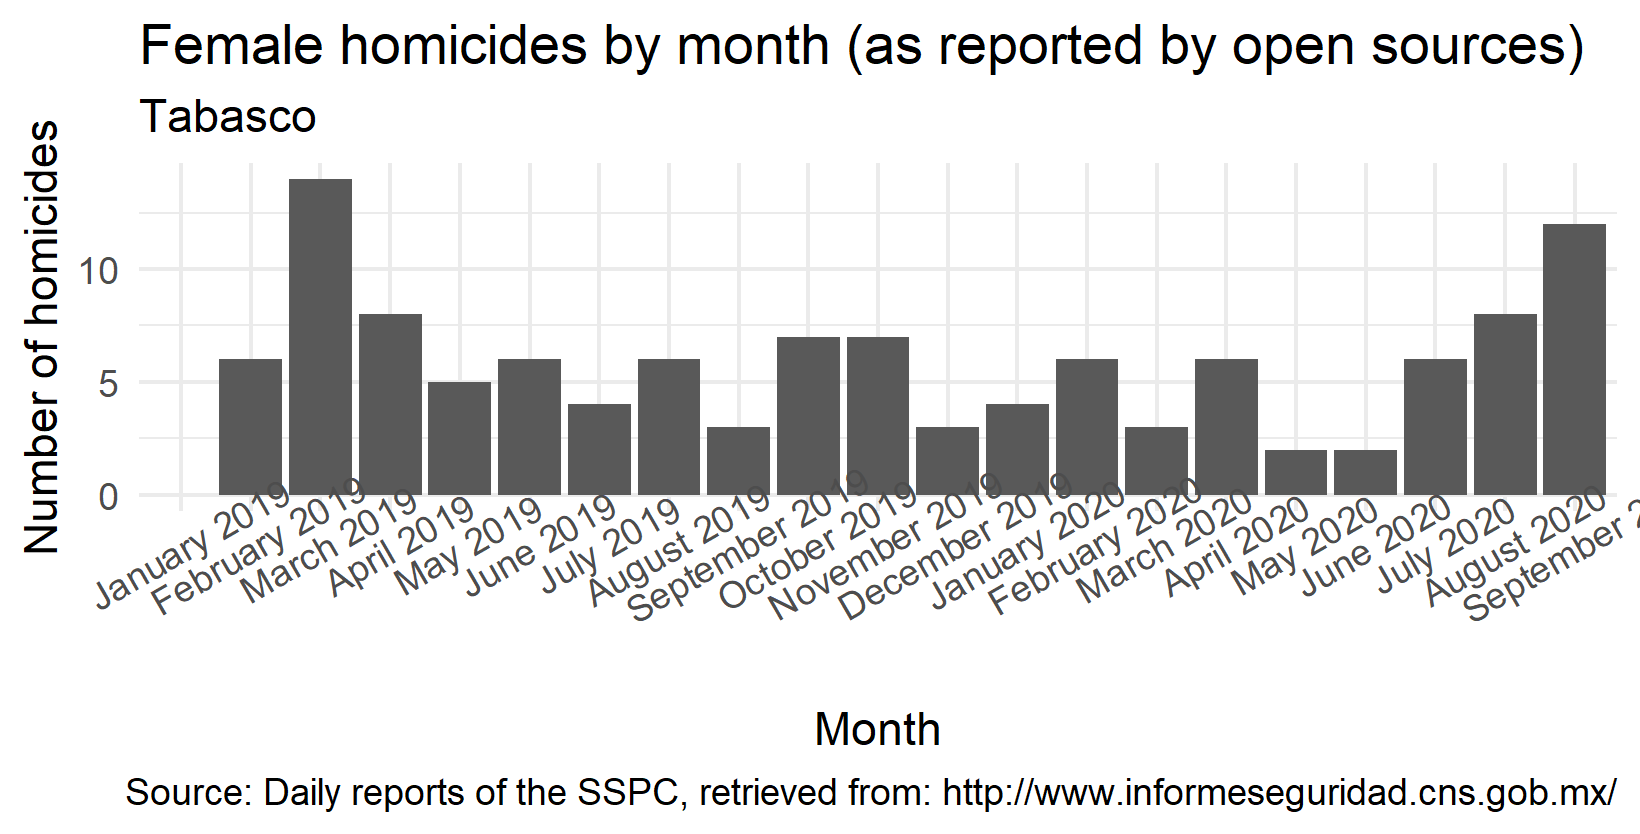 Female homicides by month (as reported by open sources)
Tabasco
Number of homicides
10
5
0
January 2019
February 2019
March 2019
April 2019
May 2019
June 2019
July 2019
August 2019
September 2019
October 2019
November 2019
December 2019
January 2020
February 2020
March 2020
April 2020
May 2020
June 2020
July 2020
August 2020
September 2
Month
Source: Daily reports of the SSPC, retrieved from: http://www.informeseguridad.cns.gob.mx/